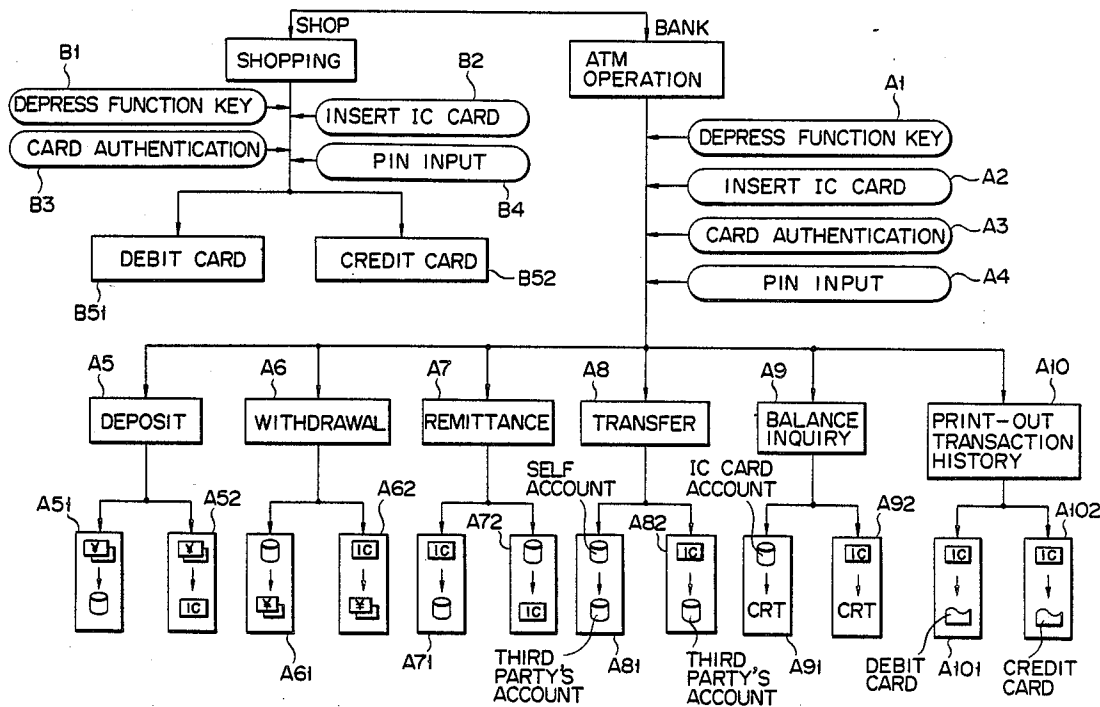 SHOP
BANK
SHOPPING
ATM
OPERATION
B1
B2
A1
DEPRESS FUNCTION KEY
INSERT IC CARD
DEPRESS FUNCTION KEY
CARD AUTHENTICATION
PIN INPUT
INSERT IC CARD
A2
B3
B4
CARD AUTHENTICATION
A3
DEBIT CARD
CREDIT CARD
PIN INPUT
A4
B51
B52
A5
A6
A7
A8
A9
A10
DEPOSIT
WITHDRAWAL
REMITTANCE
TRANSFER
BALANCE
INQUIRY
PRINT-OUT
TRANSACTION
HISTORY
SELF
ACCOUNT
IC CARD
ACCOUNT
A51
A52
A62
A72
A82
A92
A102
¥
¥
IC
IC
IC
IC
IC
IC
IC
¥
¥
IC
CRT
CRT
A61
A71
THIRD
PARTY'S
ACCOUNT
A81
THIRD
PARTY'S
ACCOUNT
A91
DEBIT
CARD
A101
CREDIT
CARD